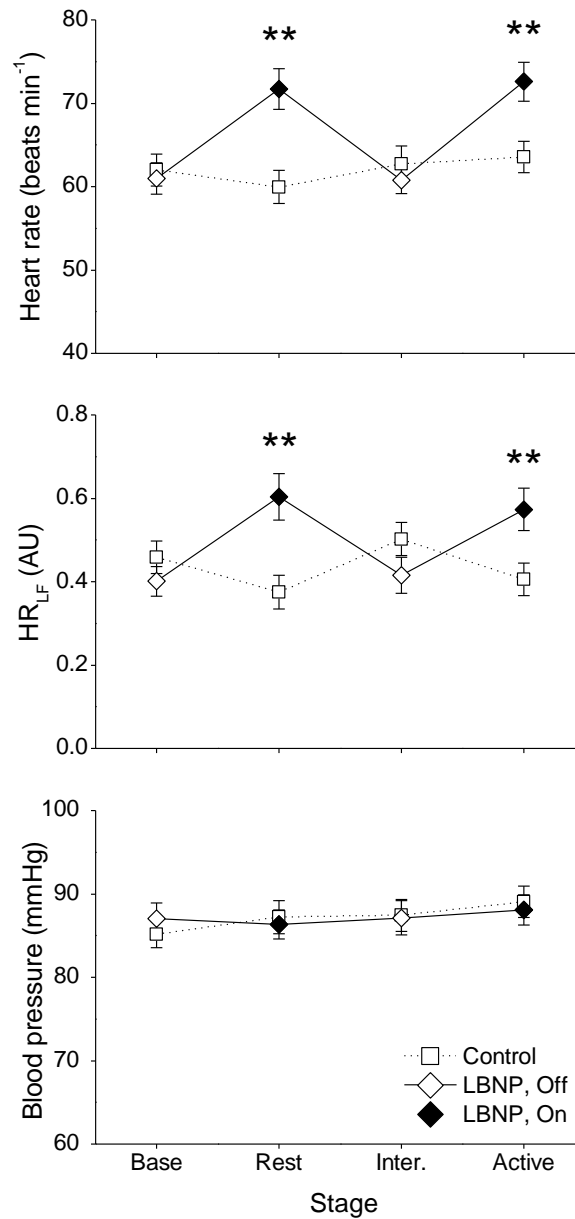 80
**
**
70
60
50
40
Heart rate (beats min⁻¹)
0.8
**
**
0.6
0.4
0.2
0.0
HR_LF (AU)
100
90
80
70
60
Blood pressure (mmHg)
Control
LBNP, Off
LBNP, On
Base Rest Inter. Active
Stage